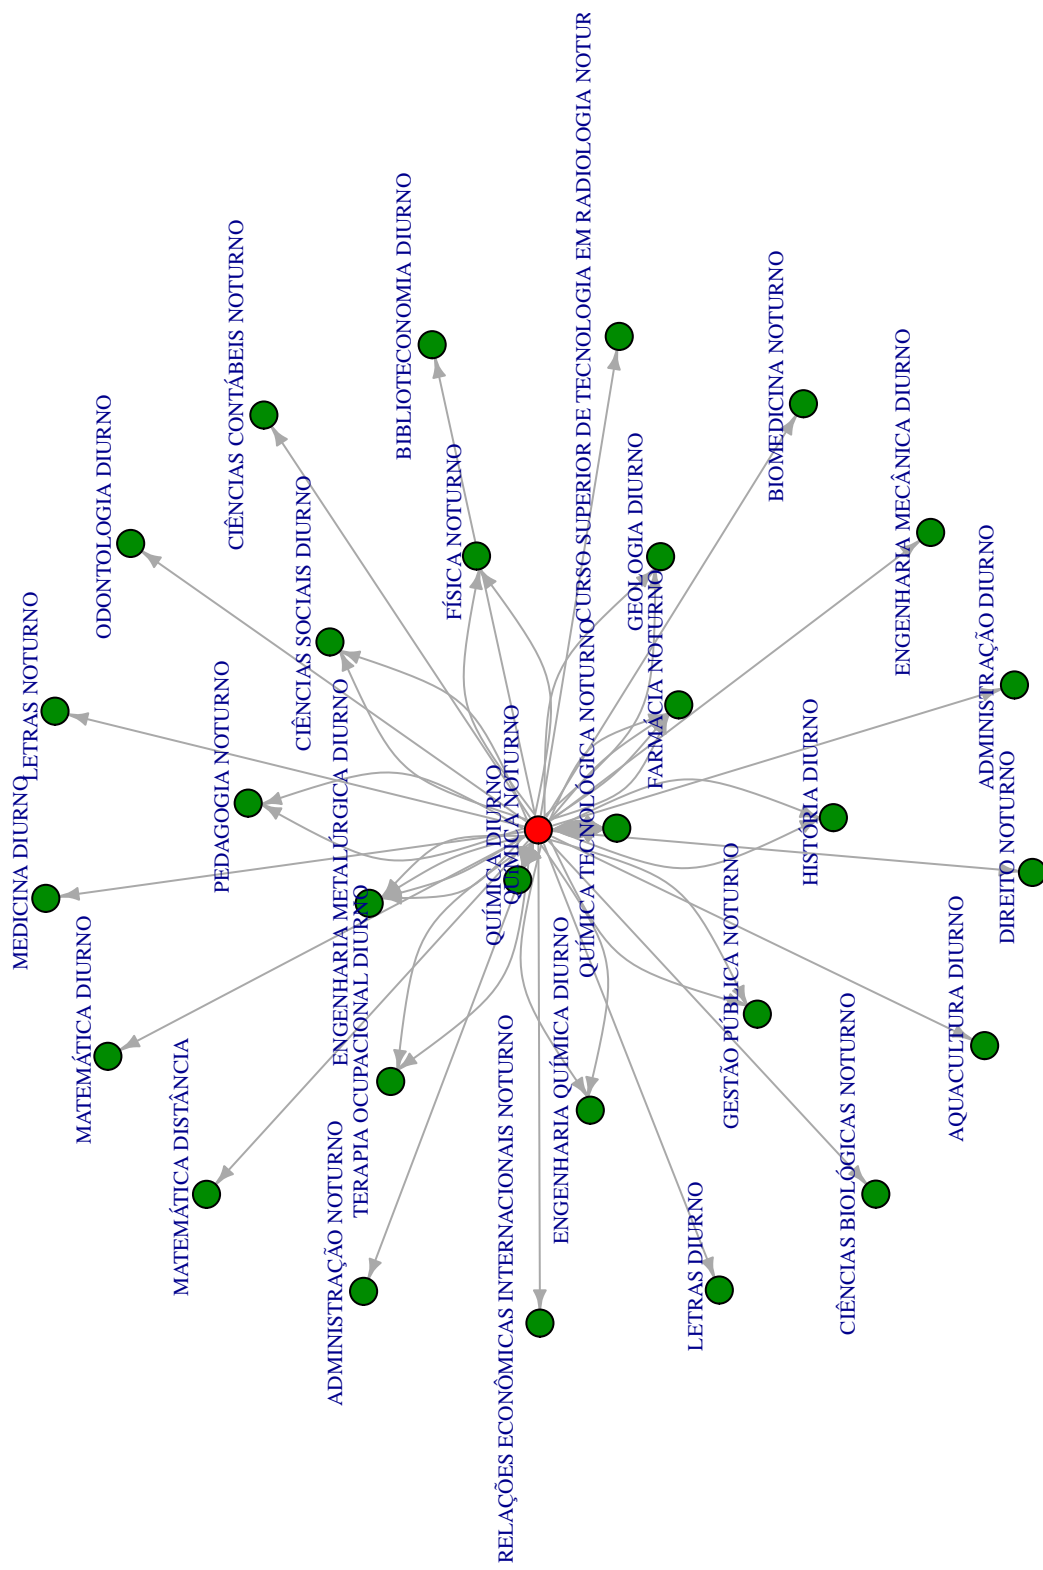 CURSO SUPERIOR DE TECNOLOGIA EM RADIOLOGIA NOTUR
BIBLIOTECONOMIA DIURNO
CIÊNCIAS CONTÁBEIS NOTURNO
BIOMEDICINA NOTURNO
ENGENHARIA MECÂNICA DIURNO
ODONTOLOGIA DIURNO
FÍSICA NOTURNO
GEOLOGIA DIURNO
CIÊNCIAS SOCIAIS DIURNO
ADMINISTRAÇÃO DIURNO
LETRAS NOTURNO
FARMÁCIA NOTURNO
PEDAGOGIA NOTURNO
ENGENHARIA METALÚRGICA DIURNO
QUÍMICA NOTURNO
QUÍMICA DIURNO
QUÍMICA TECNOLÓGICA NOTURNO
HISTÓRIA DIURNO
DIREITO NOTURNO
MEDICINA DIURNO
GESTÃO PÚBLICA NOTURNO
TERAPIA OCUPACIONAL DIURNO
MATEMÁTICA DIURNO
AQUACULTURA DIURNO
ENGENHARIA QUÍMICA DIURNO
CIÊNCIAS BIOLÓGICAS NOTURNO
RELAÇÕES ECONÔMICAS INTERNACIONAIS NOTURNO
MATEMÁTICA DISTÂNCIA
ADMINISTRAÇÃO NOTURNO
LETRAS DIURNO